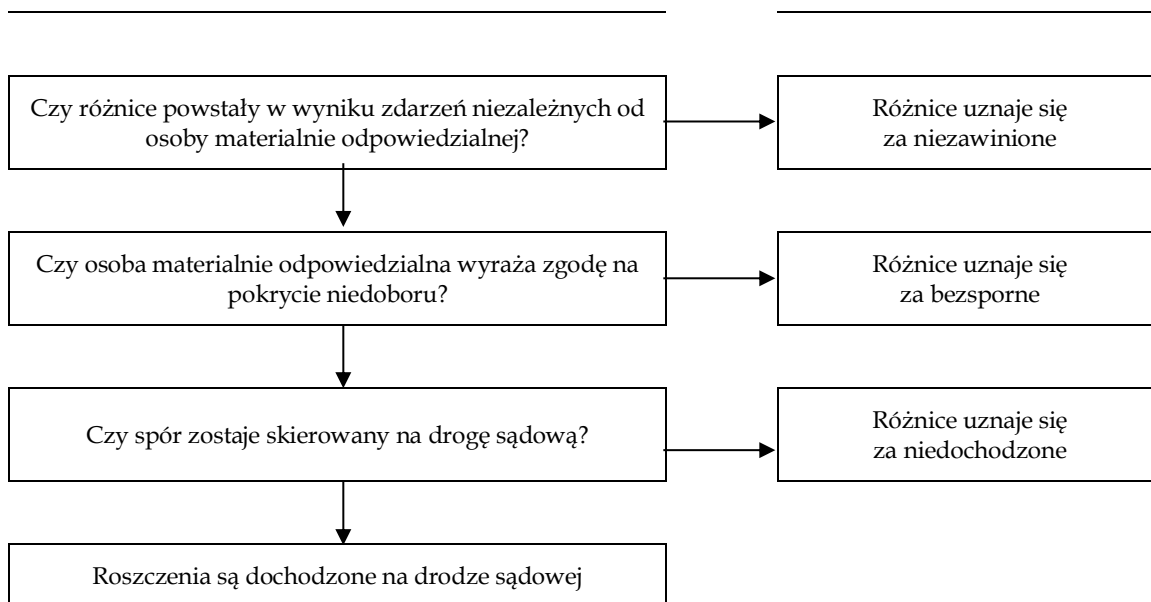 Czy różnice powstały w wyniku zdarzeń niezależnych od
osoby materialnie odpowiedzialnej?
Różnice uznaje się
za niezawinione
Czy osoba materialnie odpowiedzialna wyraża zgodę na
pokrycie niedoboru?
Różnice uznaje się
za bezsporne
Czy spór zostaje skierowany na drogę sądową?
Różnice uznaje się
za niedochodzone
Roszczenia są dochodzone na drodze sądowej